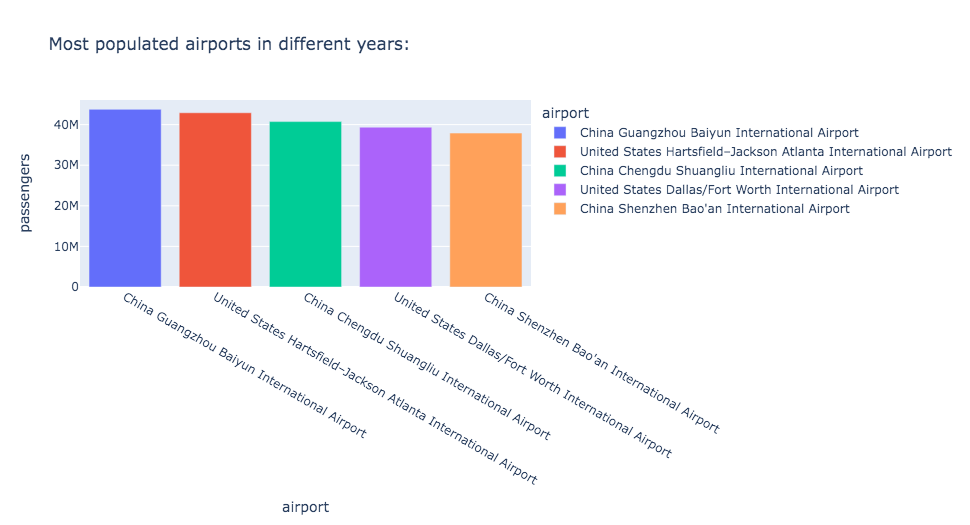 Most populated airports in different years:
passengers
40M
30M
20M
10M
0
airport
China Guangzhou Baiyun International Airport
United States Hartsfield–Jackson Atlanta International Airport
China Chengdu Shuangliu International Airport
United States Dallas/Fort Worth International Airport
China Shenzhen Bao'an International Airport
China Guangzhou Baiyun International Airport
United States Hartsfield–Jackson Atlanta International Airport
China Chengdu Shuangliu International Airport
United States Dallas/Fort Worth International Airport
China Shenzhen Bao'an International Airport
airport